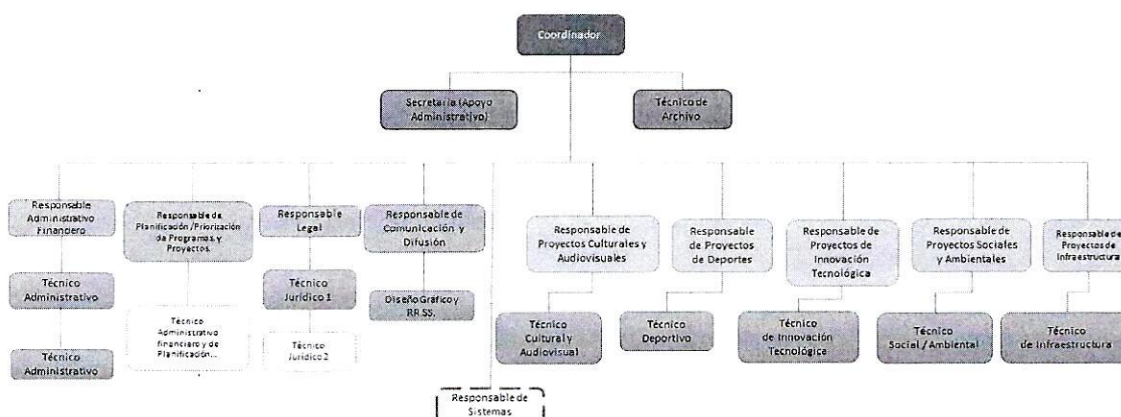 Coordinador
Secretaria (Apoyo
Administrativo)
Técnico de
Archivo
Responsable
Administrativo
Financiero
Responsable de
Planificación/Priorización
de Programas y
Proyectos
Responsable
Legal
Responsable de
Comunicación y
Difusión
Responsable de
Proyectos Culturales y
Audiovisuales
Responsable
de Proyectos
de Deportes
Responsable de
Proyectos de
Innovación
Tecnológica
Responsable de
Proyectos Sociales
y Ambientales
Responsable de
Proyectos de
Infraestructura
Técnico
Administrativo
Técnico
Administrativo
financiero y de
Planificación...
Técnico
Jurídico 1
Diseño Gráfico y
RR.SS.
Técnico
Cultural y
Audiovisual
Técnico
Deportivo
Técnico
de Innovación
Tecnológica
Técnico
Social / Ambiental
Técnico
de Infraestructura
Técnico
Administrativo
Técnico
Jurídico 2
Responsable de
Sistemas